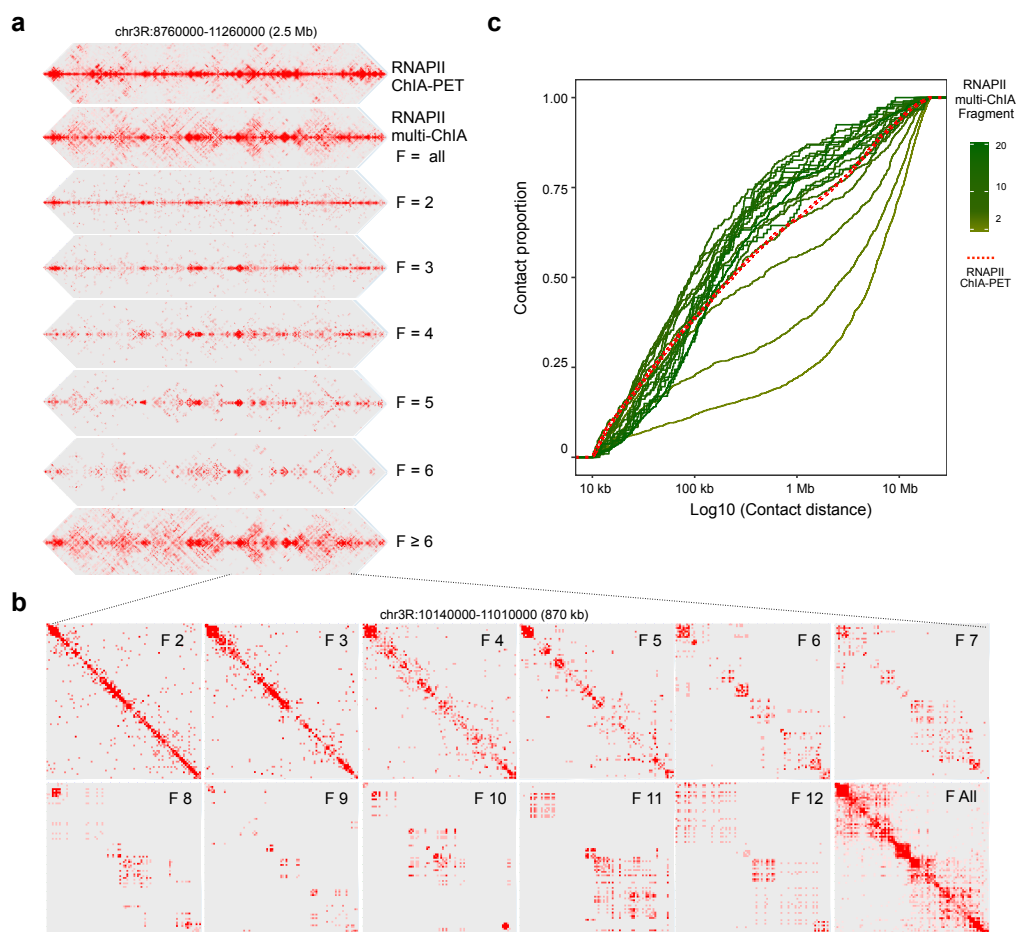 a
chr3R:8760000-11260000 (2.5 Mb)
RNAPII
ChIA-PET
RNAPII
multi-ChIA
F = all
F = 2
F = 3
F = 4
F = 5
F = 6
F ≥ 6
c
1.00
0.75
0.50
0.25
0
Contact proportion
10 kb
100 kb
1 Mb
10 Mb
Log10 (Contact distance)
RNAPII
multi-ChIA
Fragment
20
10
2
RNAPII
ChIA-PET
b
chr3R:10140000-11010000 (870 kb)
F 2
F 3
F 4
F 5
F 6
F 7
F 8
F 9
F 10
F 11
F 12
F All